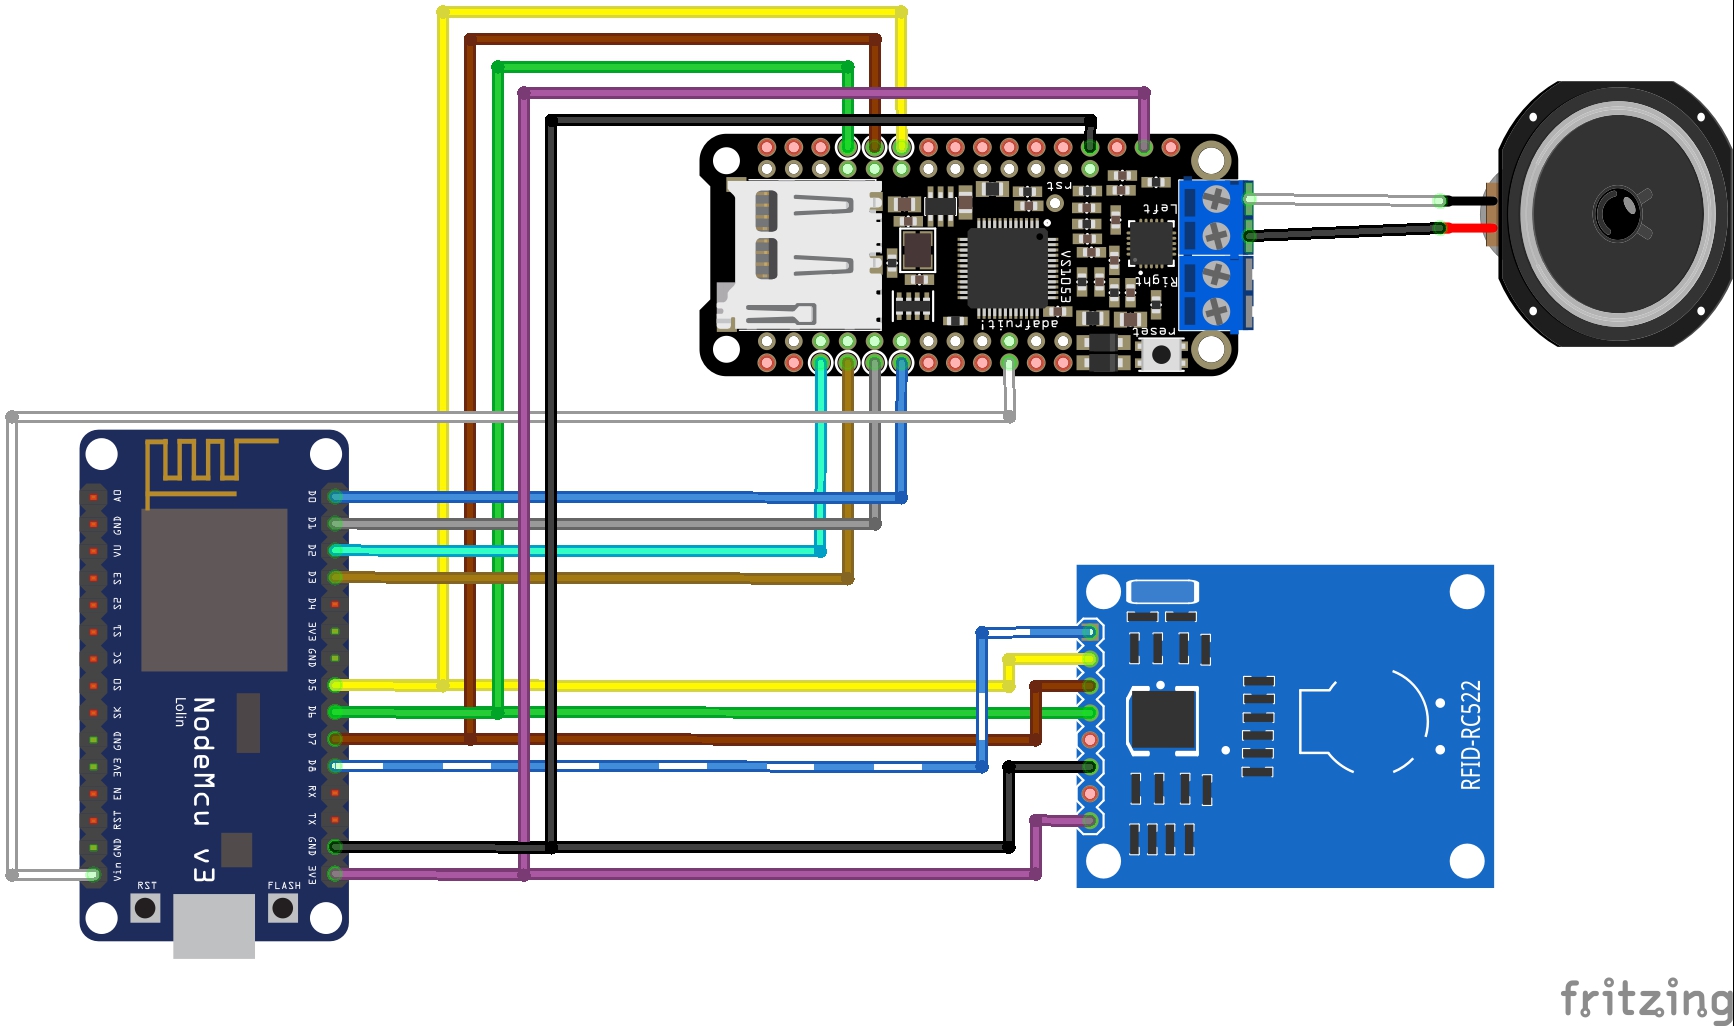 rst
Left
VS1053
Right
adafruit!
reset
A0
GND
VU
S3
S2
S1
SC
S0
SK
GND
3V3
EN
RST
GND
Vin
D0
D1
D2
D3
D4
3V3
GND
D5
D6
D7
D8
RX
TX
GND
3V3
NodeMcu v3
Lolin
RST
FLASH
RFID-RC522
fritzing